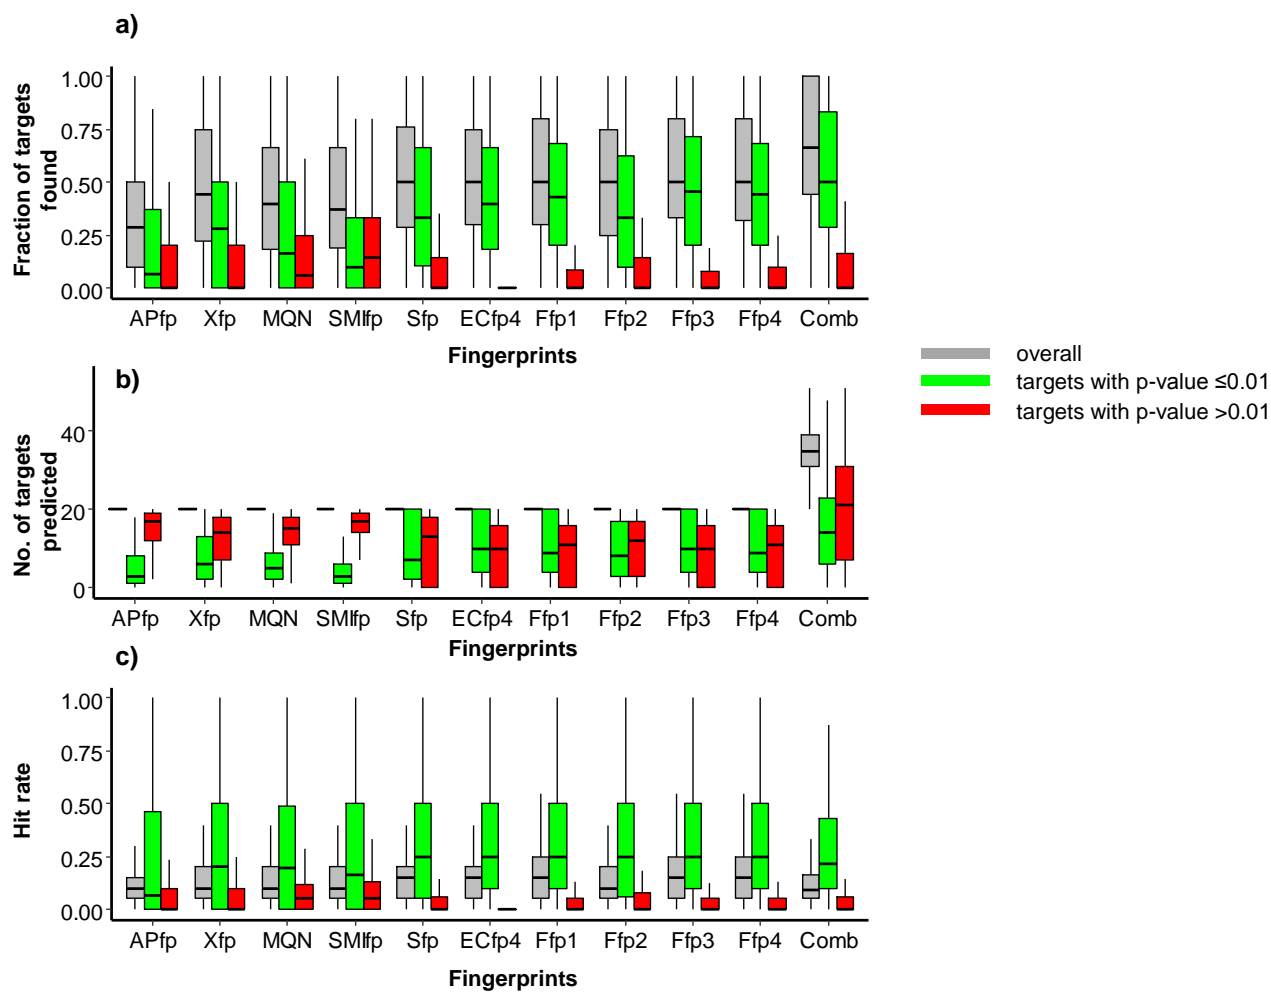 a)
Fraction of targets
found
1.00
0.75
0.50
0.25
0.00
APfp Xfp MQN SMIfp Sfp ECfp4 Ffp1 Ffp2 Ffp3 Ffp4 Comb
Fingerprints
overall
targets with p-value ≤0.01
targets with p-value >0.01
b)
No. of targets
predicted
40
20
0
APfp Xfp MQN SMIfp Sfp ECfp4 Ffp1 Ffp2 Ffp3 Ffp4 Comb
Fingerprints
c)
Hit rate
1.00
0.75
0.50
0.25
0.00
APfp Xfp MQN SMIfp Sfp ECfp4 Ffp1 Ffp2 Ffp3 Ffp4 Comb
Fingerprints